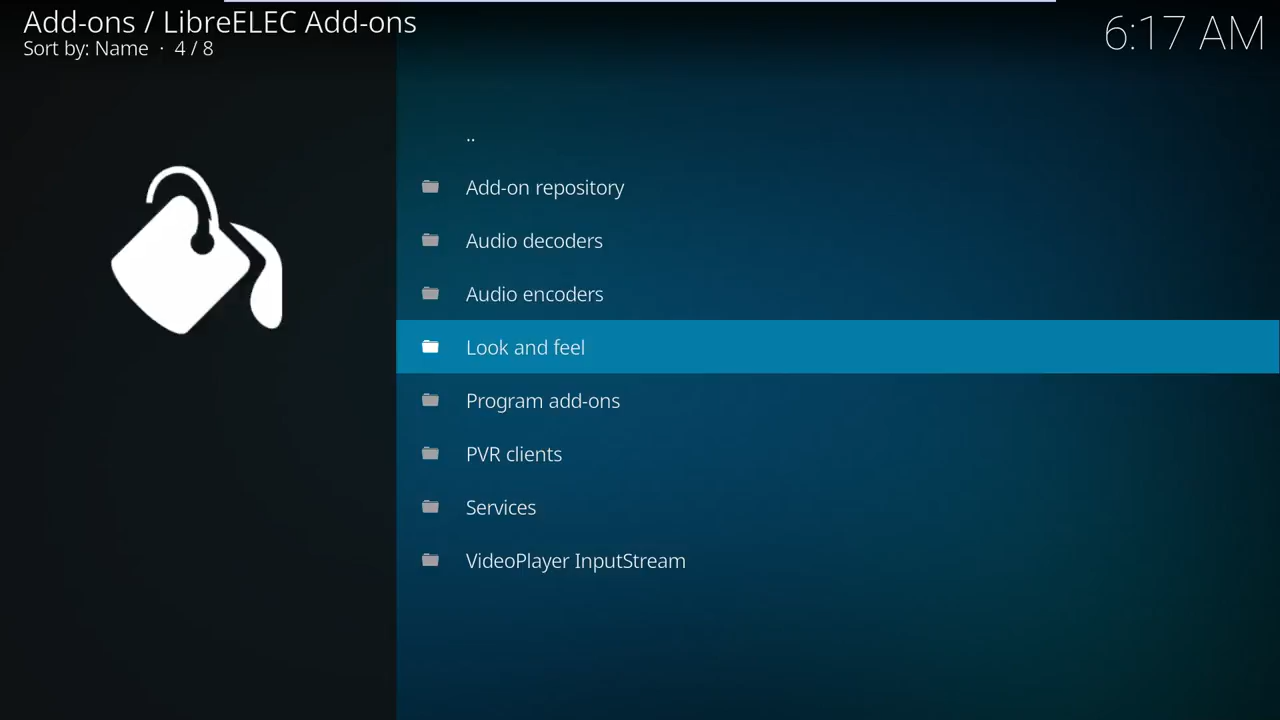 Add-ons / LibreELEC Add-ons
Sort by: Name · 4 / 8
6:17 AM
..
Add-on repository
Audio decoders
Audio encoders
Look and feel
Program add-ons
PVR clients
Services
VideoPlayer InputStream